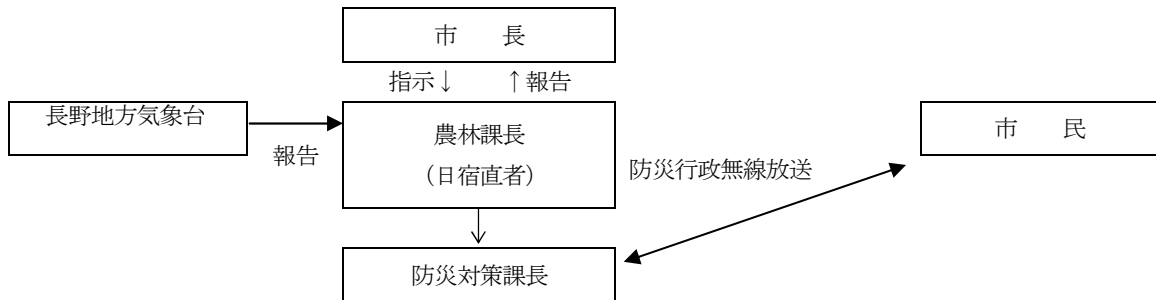 市　　長
指示↓　　↑報告
長野地方気象台
報告
農林課長
（日宿直者）
防災行政無線放送
市　　民
防災対策課長